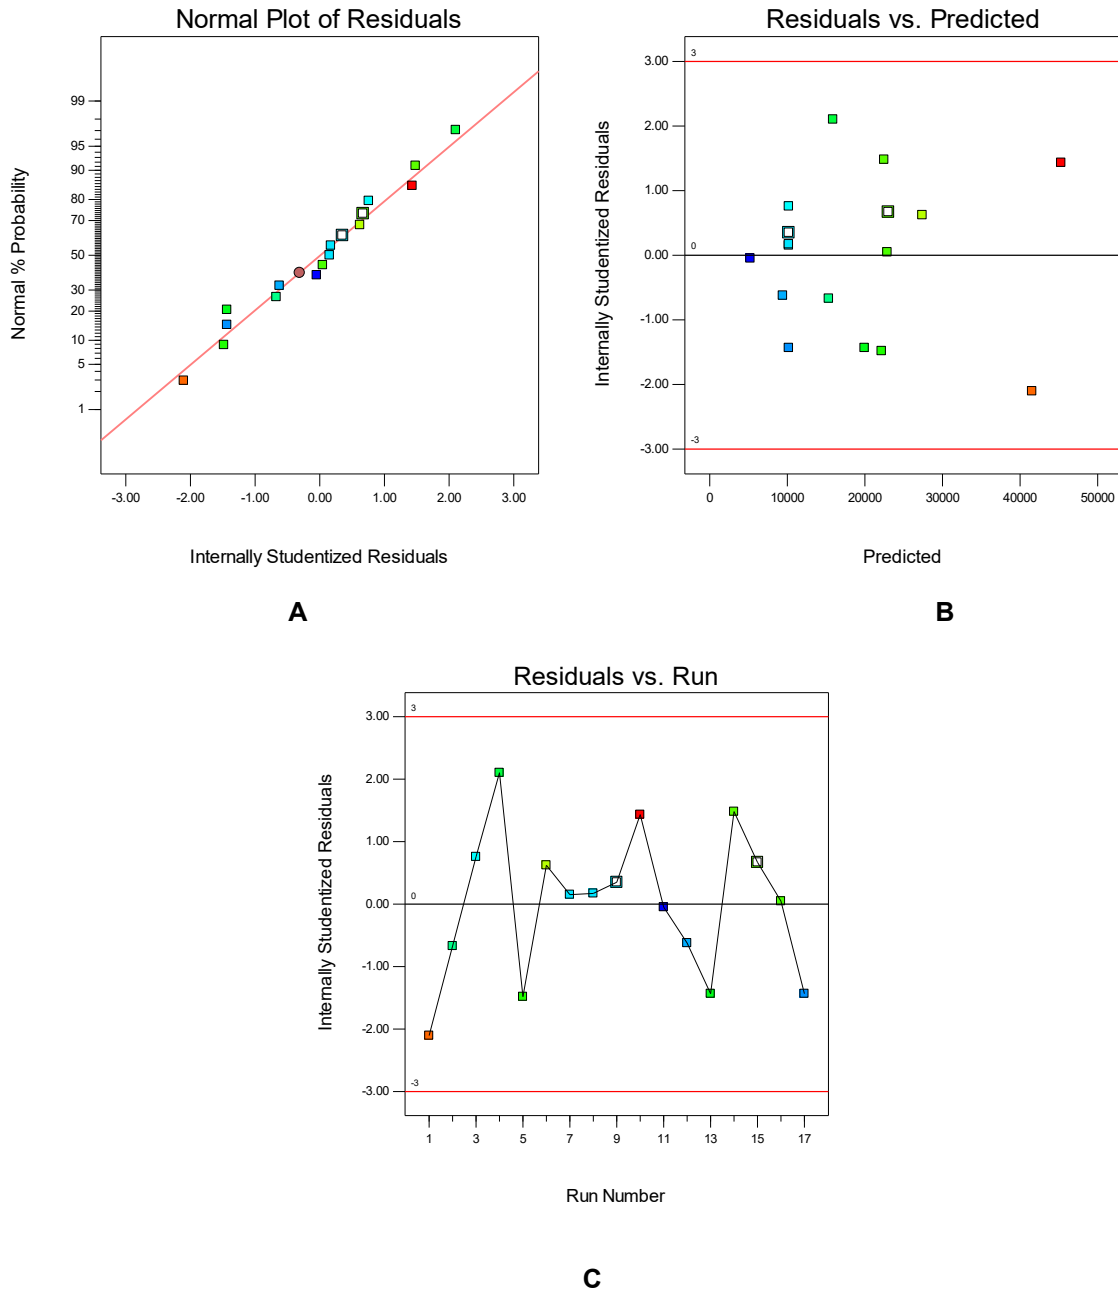 Normal Plot of Residuals
Normal % Probability
99
95
90
80
70
50
30
20
10
5
1
-3.00 -2.00 -1.00 0.00 1.00 2.00 3.00
Internally Studentized Residuals
A
Residuals vs. Predicted
Internally Studentized Residuals
3.00
2.00
1.00
0.00
-1.00
-2.00
-3.00
3
0
-3
0 10000 20000 30000 40000 50000
Predicted
B
Residuals vs. Run
Internally Studentized Residuals
3.00
2.00
1.00
0.00
-1.00
-2.00
-3.00
3
0
-3
1 3 5 7 9 11 13 15 17
Run Number
C